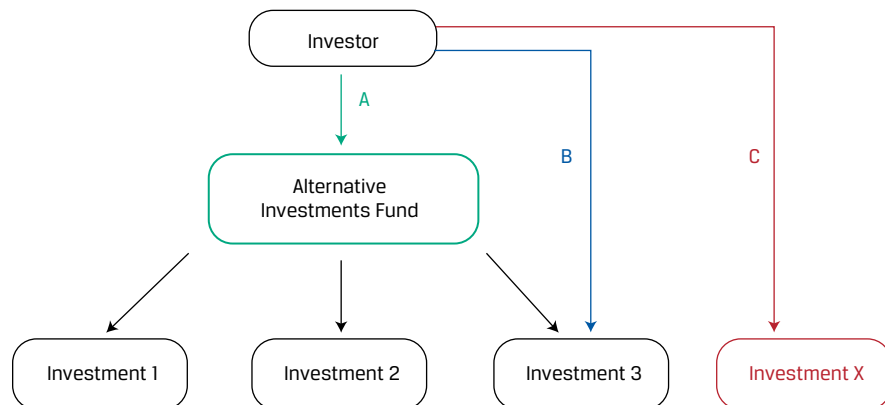 Investor
A
B
C
Alternative
Investments Fund
Investment 1
Investment 2
Investment 3
Investment X